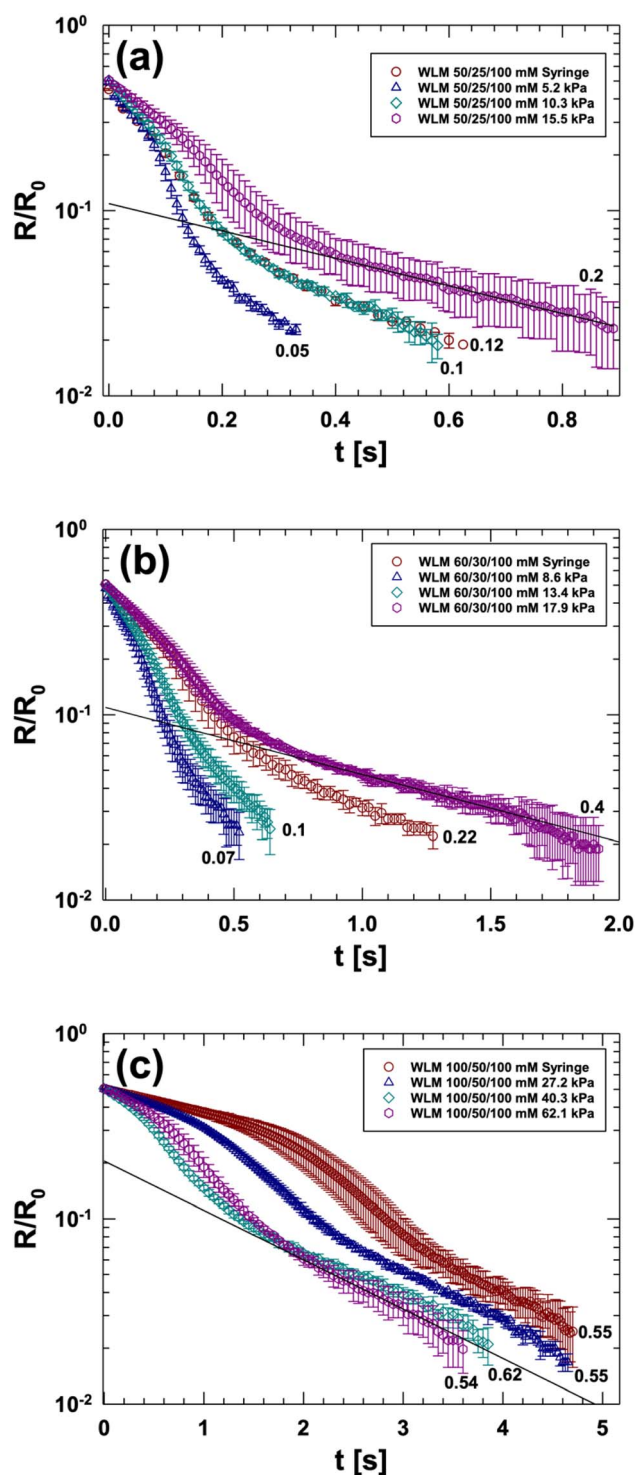 (a)
WLM 50/25/100 mM Syringe
WLM 50/25/100 mM 5.2 kPa
WLM 50/25/100 mM 10.3 kPa
WLM 50/25/100 mM 15.5 kPa
10⁰
10⁻¹
10⁻²
R/R₀
0.2
0.12
0.05
0.1
0.0 0.2 0.4 0.6 0.8
t [s]
(b)
WLM 60/30/100 mM Syringe
WLM 60/30/100 mM 8.6 kPa
WLM 60/30/100 mM 13.4 kPa
WLM 60/30/100 mM 17.9 kPa
10⁰
10⁻¹
10⁻²
R/R₀
0.4
0.1
0.22
0.07
0.0 0.5 1.0 1.5 2.0
t [s]
(c)
WLM 100/50/100 mM Syringe
WLM 100/50/100 mM 27.2 kPa
WLM 100/50/100 mM 40.3 kPa
WLM 100/50/100 mM 62.1 kPa
10⁰
10⁻¹
10⁻²
R/R₀
0.55
0.62
0.54
0.55
0 1 2 3 4 5
t [s]